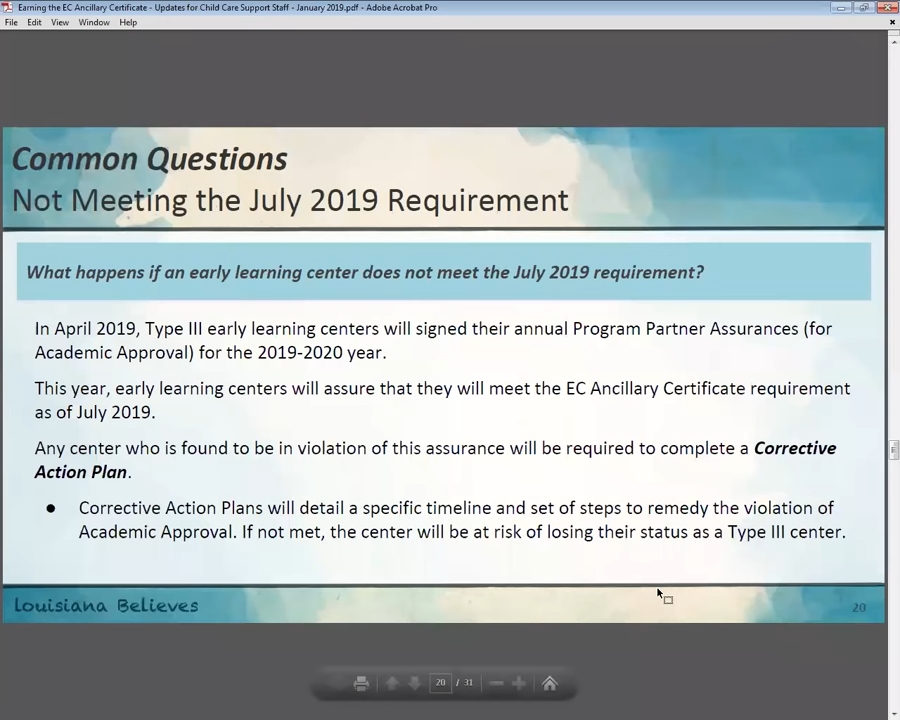 Earning the EC Ancillary Certificate - Updates for Child Care Support Staff - January 2019.pdf - Adobe Acrobat Pro
File Edit View Window Help
Common Questions
Not Meeting the July 2019 Requirement
What happens if an early learning center does not meet the July 2019 requirement?
In April 2019, Type III early learning centers will signed their annual Program Partner Assurances (for
Academic Approval) for the 2019-2020 year.
This year, early learning centers will assure that they will meet the EC Ancillary Certificate requirement
as of July 2019.
Any center who is found to be in violation of this assurance will be required to complete a Corrective
Action Plan.
● Corrective Action Plans will detail a specific timeline and set of steps to remedy the violation of
Academic Approval. If not met, the center will be at risk of losing their status as a Type III center.
Louisiana Believes 20
20 / 31